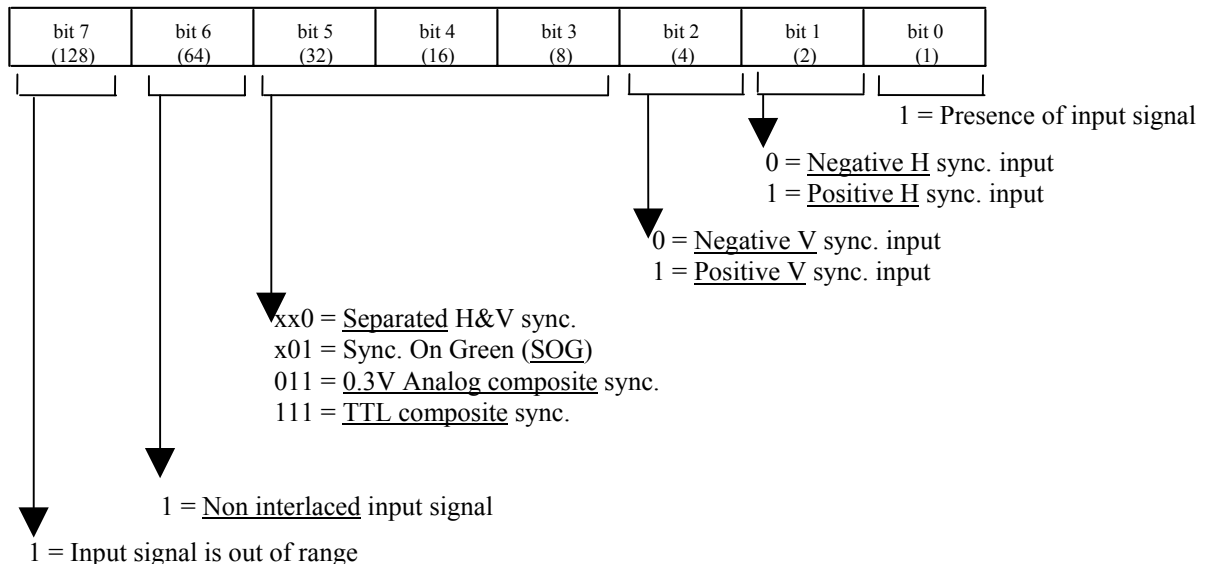 bit 7 bit 6 bit 5 bit 4 bit 3 bit 2 bit 1 bit 0
(128) (64) (32) (16) (8) (4) (2) (1)
1 = Presence of input signal
0 = Negative H sync. input
1 = Positive H sync. input
0 = Negative V sync. input
1 = Positive V sync. input
xx0 = Separated H&V sync.
x01 = Sync. On Green (SOG)
011 = 0.3V Analog composite sync.
111 = TTL composite sync.
1 = Non interlaced input signal
1 = Input signal is out of range